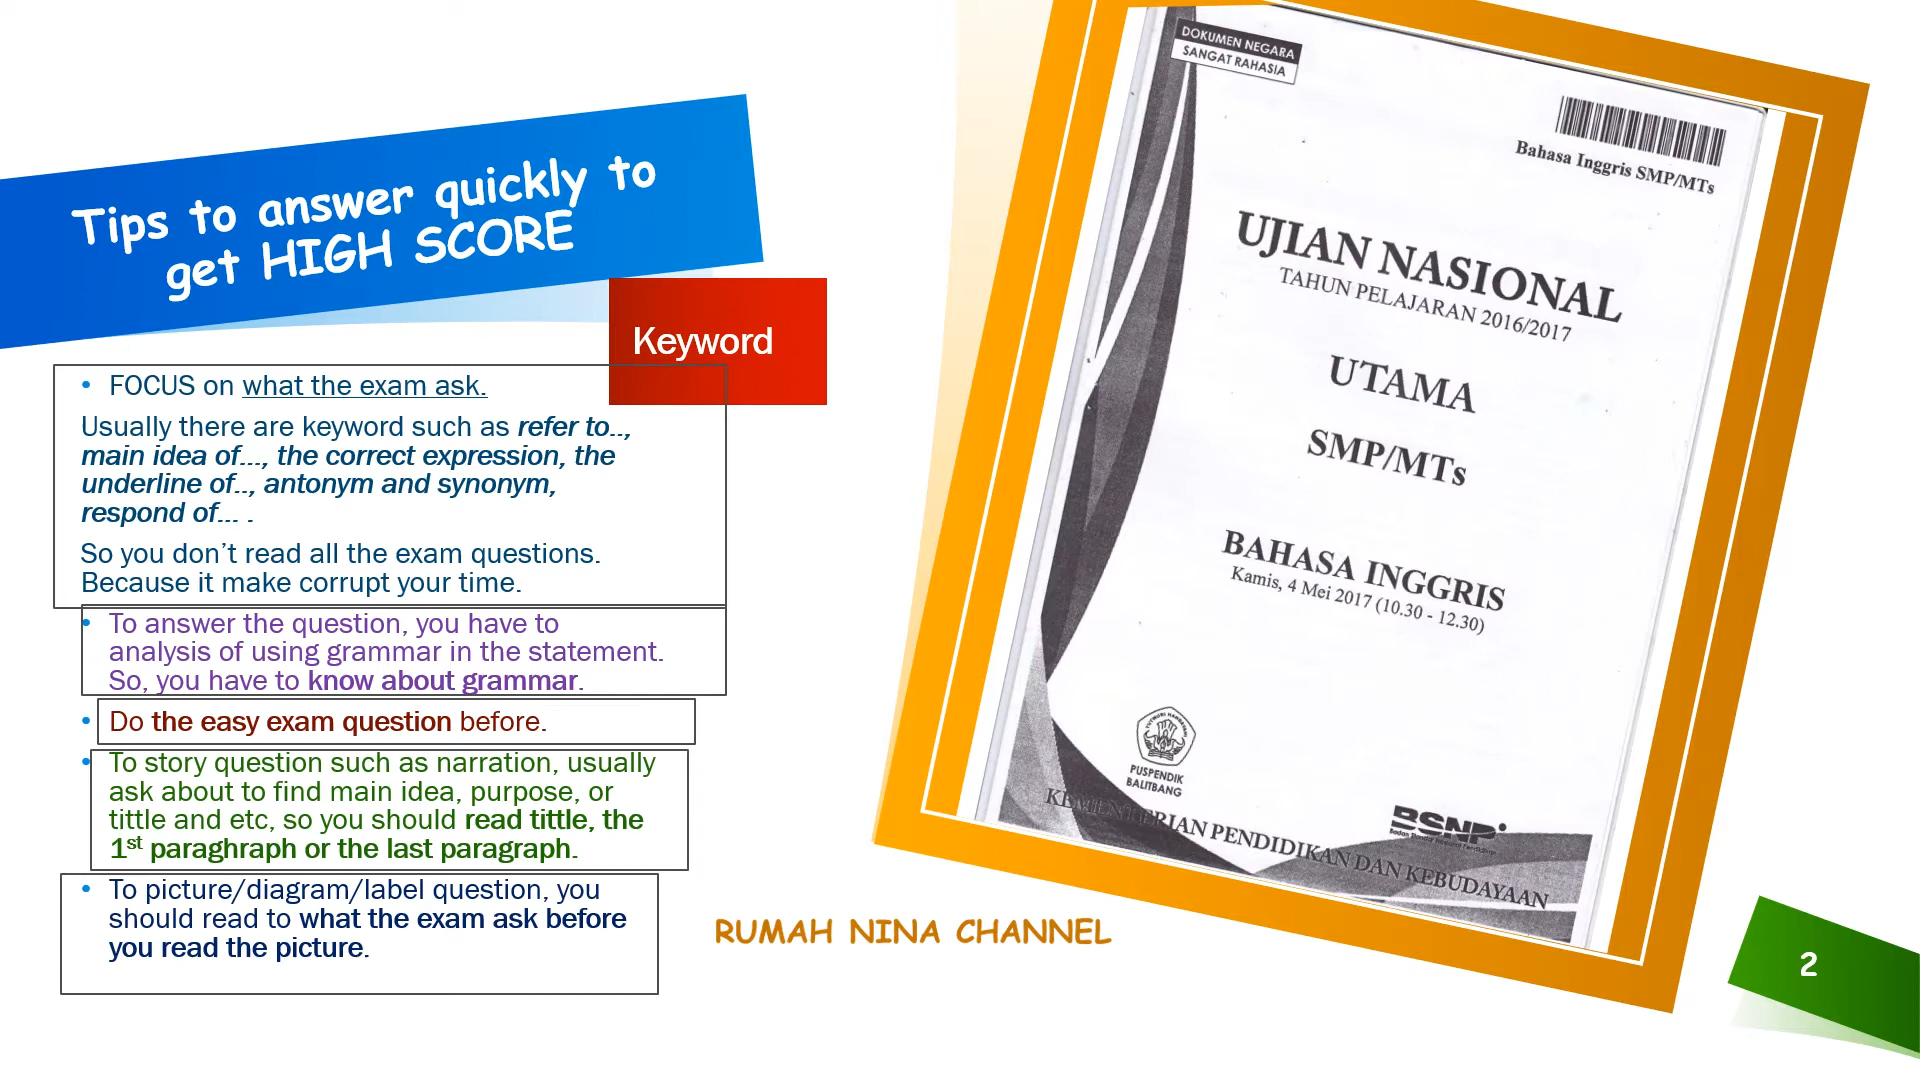 Tips to answer quickly to
get HIGH SCORE
Keyword
• FOCUS on what the exam ask.
Usually there are keyword such as refer to..,
main idea of..., the correct expression, the
underline of.., antonym and synonym,
respond of... .
So you don't read all the exam questions.
Because it make corrupt your time.
• To answer the question, you have to
analysis of using grammar in the statement.
So, you have to know about grammar.
• Do the easy exam question before.
• To story question such as narration, usually
ask about to find main idea, purpose, or
tittle and etc, so you should read tittle, the
1st paraghraph or the last paragraph.
• To picture/diagram/label question, you
should read to what the exam ask before
you read the picture.
RUMAH NINA CHANNEL
DOKUMEN NEGARA
SANGAT RAHASIA
Bahasa Inggris SMP/MTs
UJIAN NASIONAL
TAHUN PELAJARAN 2016/2017
UTAMA
SMP/MTs
BAHASA INGGRIS
Kamis, 4 Mei 2017 (10.30 - 12.30)
PUSPENDIK
BALITBANG
BSNP
KEMENTERIAN PENDIDIKAN DAN KEBUDAYAAN
2